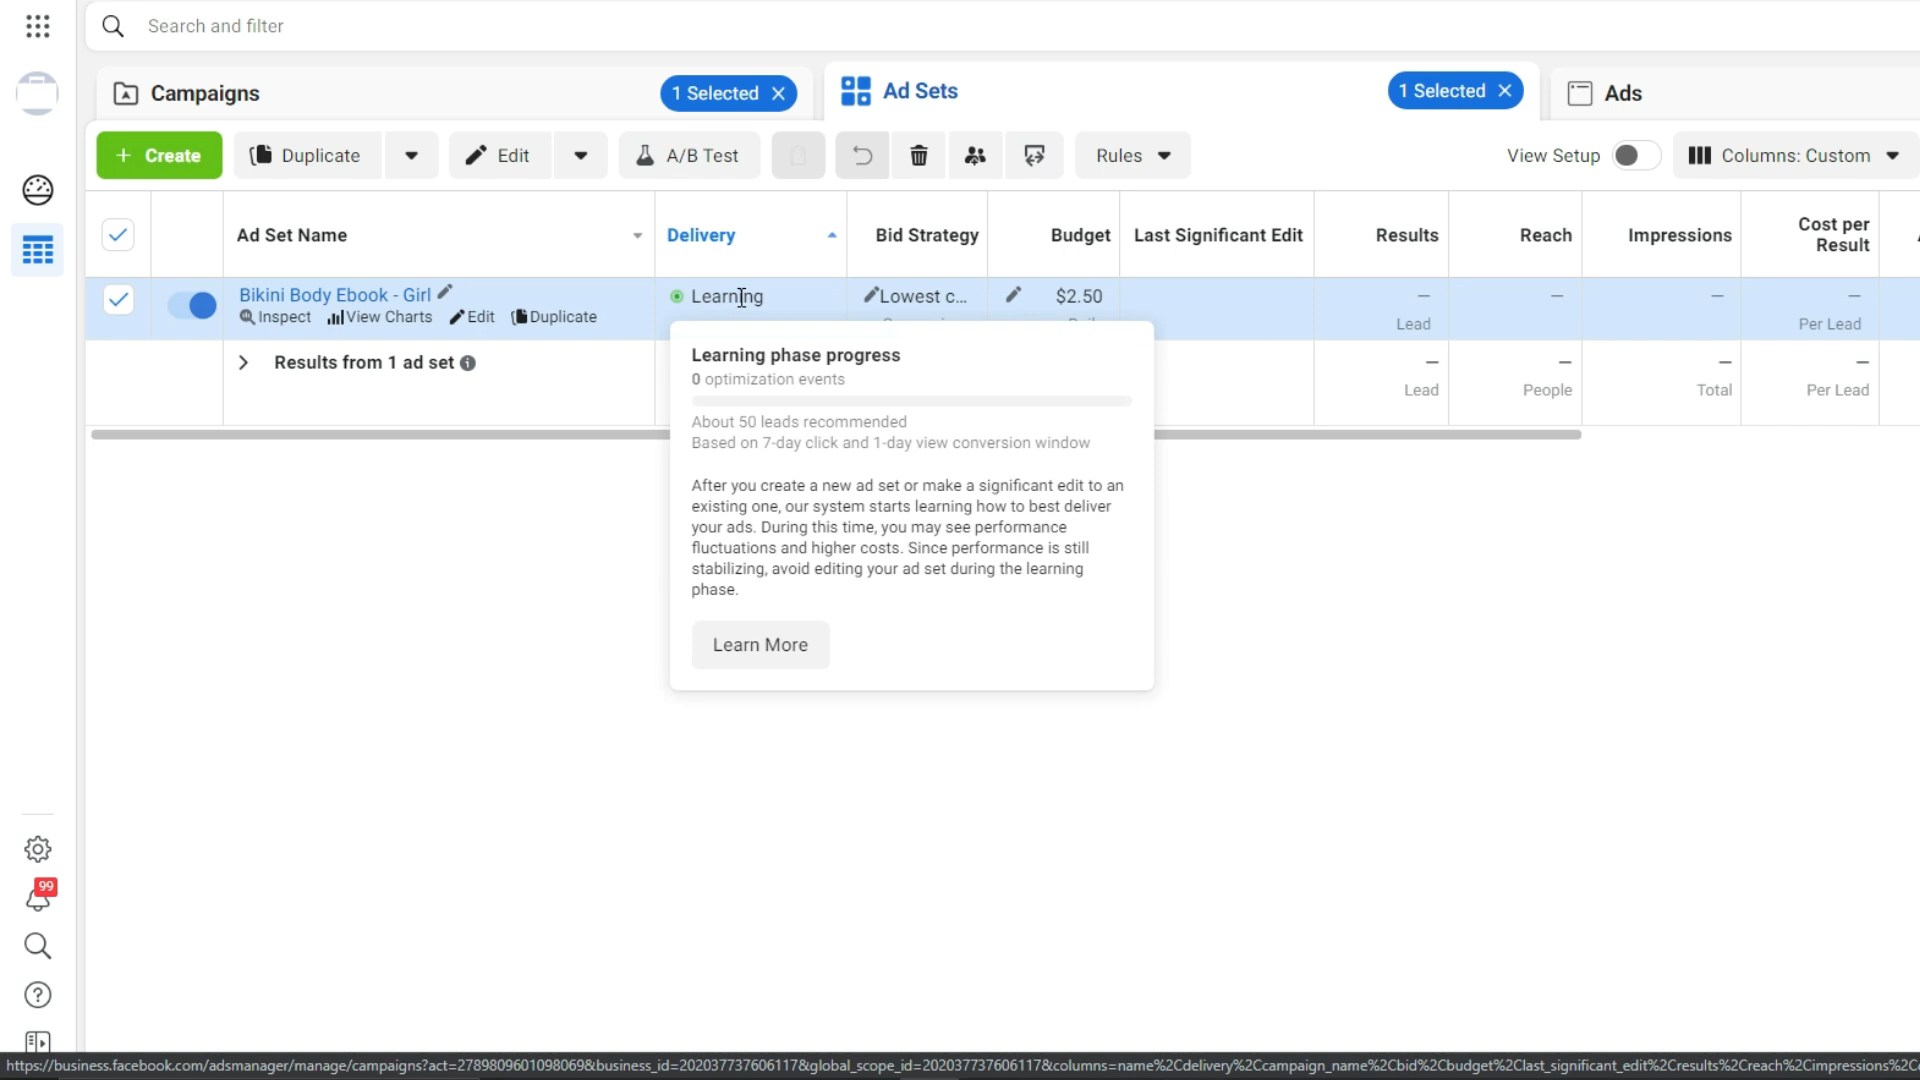 Search and filter
Campaigns
1 Selected
Ad Sets
1 Selected
Ads
+ Create
Duplicate
Edit
A/B Test
Rules
View Setup
Columns: Custom
Ad Set Name
Delivery
Bid Strategy
Budget
Last Significant Edit
Results
Reach
Impressions
Cost per
Result
Bikini Body Ebook - Girl
Learning
Lowest c...
$2.50
—
—
—
—
Inspect
View Charts
Edit
Duplicate
Lead
Per Lead
Results from 1 ad set
—
—
—
—
Lead
People
Total
Per Lead
Learning phase progress
0 optimization events
About 50 leads recommended
Based on 7-day click and 1-day view conversion window
After you create a new ad set or make a significant edit to an
existing one, our system starts learning how to best deliver
your ads. During this time, you may see performance
fluctuations and higher costs. Since performance is still
stabilizing, avoid editing your ad set during the learning
phase.
Learn More
99
https://business.facebook.com/adsmanager/manage/campaigns?act=278980960109806​9&business_id=2020377376061178&global_scope_id=2020377376061178&columns=name%2Cdelivery%2Ccampaign_name%2Cbid%2Cbudget%2Clast_significant_edit%2Cresults%2Creach%2Cimpressions%2C